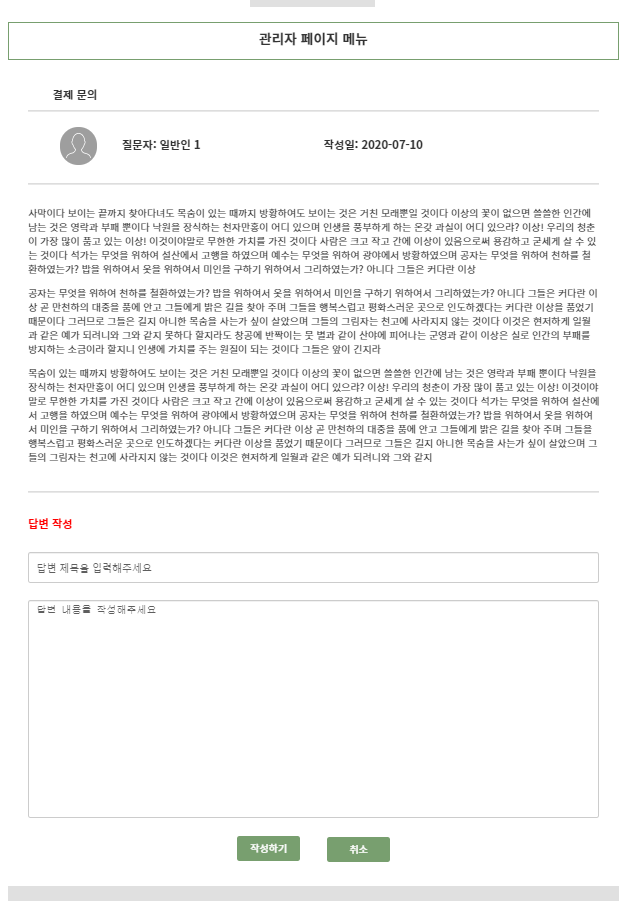 관리자 페이지 메뉴
결제 문의
질문자: 일반인 1
작성일: 2020-07-10
사막이다 보이는 끝까지 찾아다녀도 목숨이 있는 때까지 방황하여도 보이는 것은 거친 모래뿐일 것이다 이상의 꽃이 없으면 쓸쓸한 인간에
남는 것은 영락과 부패 뿐이다 낙원을 장식하는 천자만홍이 어디 있으며 인생을 풍부하게 하는 온갖 과실이 어디 있으랴? 이상! 우리의 청춘
이 가장 많이 품고 있는 이상! 이것이야말로 무한한 가치를 가진 것이다 사람은 크고 작고 간에 이상이 있음으로써 용감하고 굳세게 살 수 있
는 것이다 석가는 무엇을 위하여 설산에서 고행을 하였으며 예수는 무엇을 위하여 광야에서 방황하였으며 공자는 무엇을 위하여 천하를 철
환하였는가? 밥을 위하여서 옷을 위하여서 미인을 구하기 위하여서 그리하였는가? 아니다 그들은 커다란 이상
공자는 무엇을 위하여 천하를 철환하였는가? 밥을 위하여서 옷을 위하여서 미인을 구하기 위하여서 그리하였는가? 아니다 그들은 커다란 이
상 곧 만천하의 대중을 품에 안고 그들에게 밝은 길을 찾아 주며 그들을 행복스럽고 평화스러운 곳으로 인도하겠다는 커다란 이상을 품었기
때문이다 그러므로 그들은 길지 아니한 목숨을 사는가 싶이 살았으며 그들의 그림자는 천고에 사라지지 않는 것이다 이것은 현저하게 일월
과 같은 예가 되려니와 그와 같지 못하다 할지라도 창공에 반짝이는 뭇 별과 같이 산야에 피어나는 군영과 같이 이상은 실로 인간의 부패를
방지하는 소금이라 할지니 인생에 가치를 주는 원질이 되는 것이다 그들은 앞이 긴지라
목숨이 있는 때까지 방황하여도 보이는 것은 거친 모래뿐일 것이다 이상의 꽃이 없으면 쓸쓸한 인간에 남는 것은 영락과 부패 뿐이다 낙원을
장식하는 천자만홍이 어디 있으며 인생을 풍부하게 하는 온갖 과실이 어디 있으랴? 이상! 우리의 청춘이 가장 많이 품고 있는 이상! 이것이야
말로 무한한 가치를 가진 것이다 사람은 크고 작고 간에 이상이 있음으로써 용감하고 굳세게 살 수 있는 것이다 석가는 무엇을 위하여 설산에
서 고행을 하였으며 예수는 무엇을 위하여 광야에서 방황하였으며 공자는 무엇을 위하여 천하를 철환하였는가? 밥을 위하여서 옷을 위하여
서 미인을 구하기 위하여서 그리하였는가? 아니다 그들은 커다란 이상 곧 만천하의 대중을 품에 안고 그들에게 밝은 길을 찾아 주며 그들을
행복스럽고 평화스러운 곳으로 인도하겠다는 커다란 이상을 품었기 때문이다 그러므로 그들은 길지 아니한 목숨을 사는가 싶이 살았으며 그
들의 그림자는 천고에 사라지지 않는 것이다 이것은 현저하게 일월과 같은 예가 되려니와 그와 같지
답변 작성
답변 제목을 입력해주세요
답변 내용을 작성해주세요
작성하기
취소